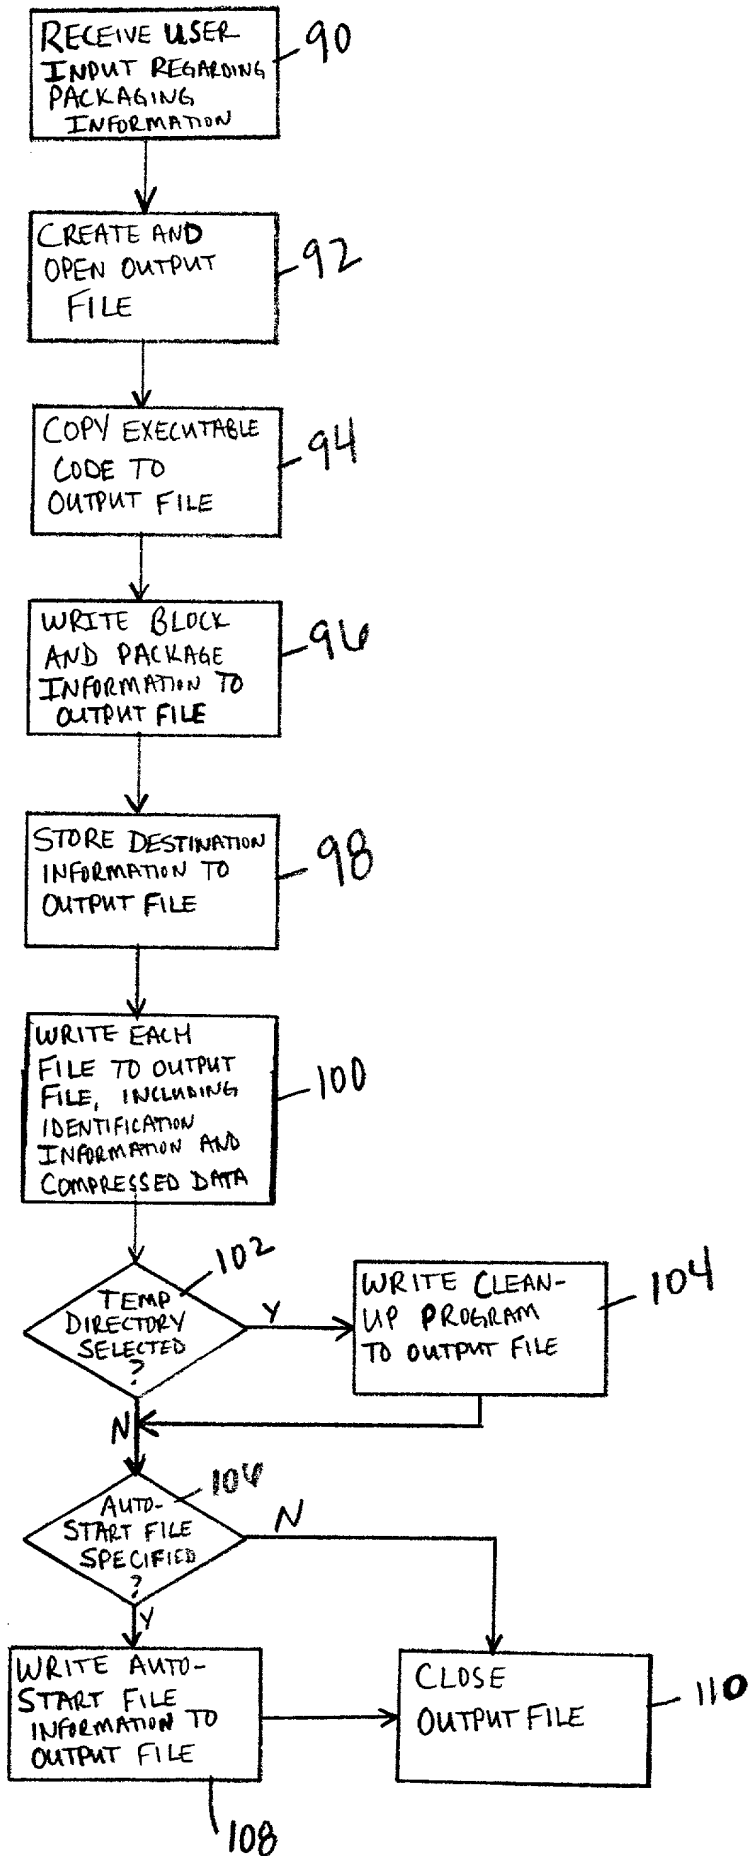 RECEIVE USER
INPUT REGARDING
PACKAGING
INFORMATION
90
CREATE AND
OPEN OUTPUT
FILE
92
COPY EXECUTABLE
CODE TO
OUTPUT FILE
94
WRITE BLOCK
AND PACKAGE
INFORMATION TO
OUTPUT FILE
96
STORE DESTINATION
INFORMATION TO
OUTPUT FILE
98
WRITE EACH
FILE TO OUTPUT
FILE, INCLUDING
IDENTIFICATION
INFORMATION AND
COMPRESSED DATA
100
TEMP
DIRECTORY
SELECTED
?
102
Y
WRITE CLEAN-
UP PROGRAM
TO OUTPUT FILE
104
N
AUTO-
START FILE
SPECIFIED
?
106
N
Y
WRITE AUTO-
START FILE
INFORMATION TO
OUTPUT FILE
108
CLOSE
OUTPUT FILE
110